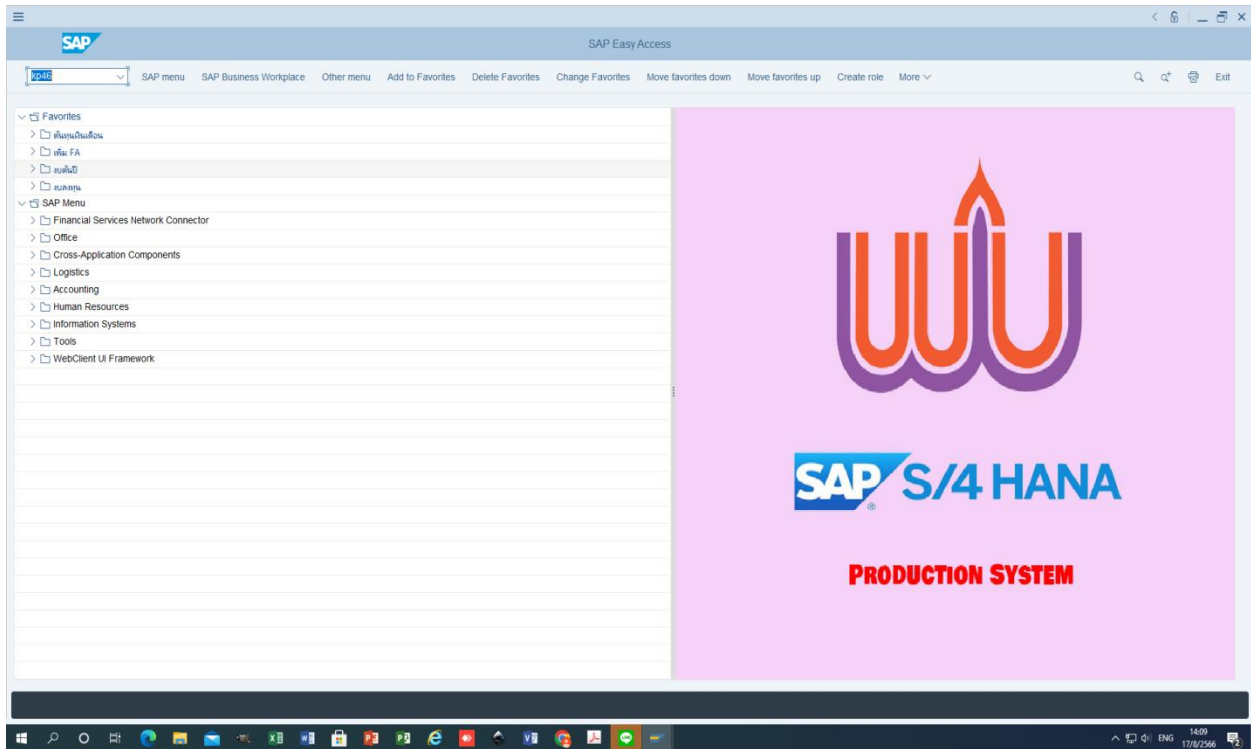 SAP
SAP Easy Access
kp46
SAP menu
SAP Business Workplace
Other menu
Add to Favorites
Delete Favorites
Change Favorites
Move favorites down
Move favorites up
Create role
More
Exit
Favorites
ต้นทุนเงินเดือน
เพิ่ม FA
งบต้นปี
งบลงทุน
SAP Menu
Financial Services Network Connector
Office
Cross-Application Components
Logistics
Accounting
Human Resources
Information Systems
Tools
WebClient UI Framework
SAP S/4 HANA
PRODUCTION SYSTEM
ENG
14:09
17/8/2566